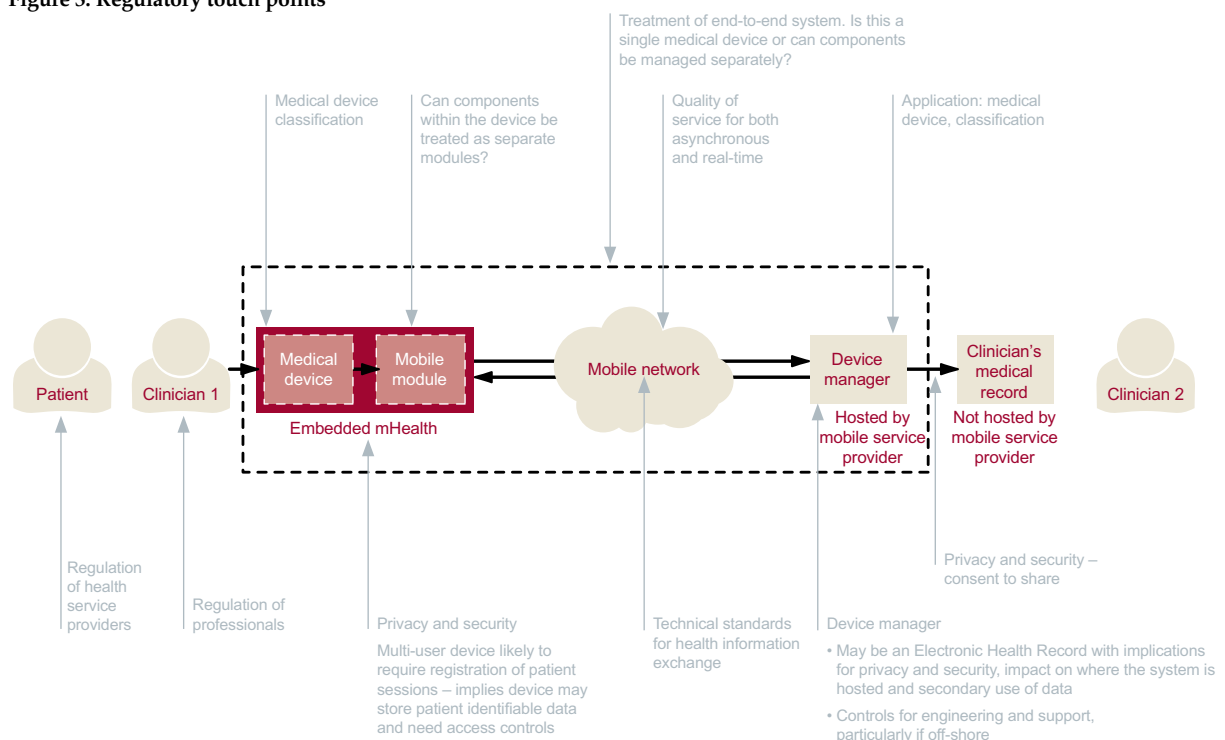 Figure 3. Regulatory touch points
Treatment of end-to-end system. Is this a
single medical device or can components
be managed separately?
Medical device
classification
Can components
within the device be
treated as separate
modules?
Quality of
service for both
asynchronous
and real-time
Application: medical
device, classification
Patient
Clinician 1
Medical
device
Mobile
module
Embedded mHealth
Mobile network
Device
manager
Hosted by
mobile service
provider
Clinician’s
medical
record
Not hosted by
mobile service
provider
Clinician 2
Regulation
of health
service
providers
Regulation of
professionals
Privacy and security
Multi-user device likely to
require registration of patient
sessions – implies device may
store patient identifiable data
and need access controls
Technical standards
for health information
exchange
Privacy and security –
consent to share
Device manager
• May be an Electronic Health Record with implications
for privacy and security, impact on where the system is
hosted and secondary use of data
• Controls for engineering and support,
particularly if off-shore